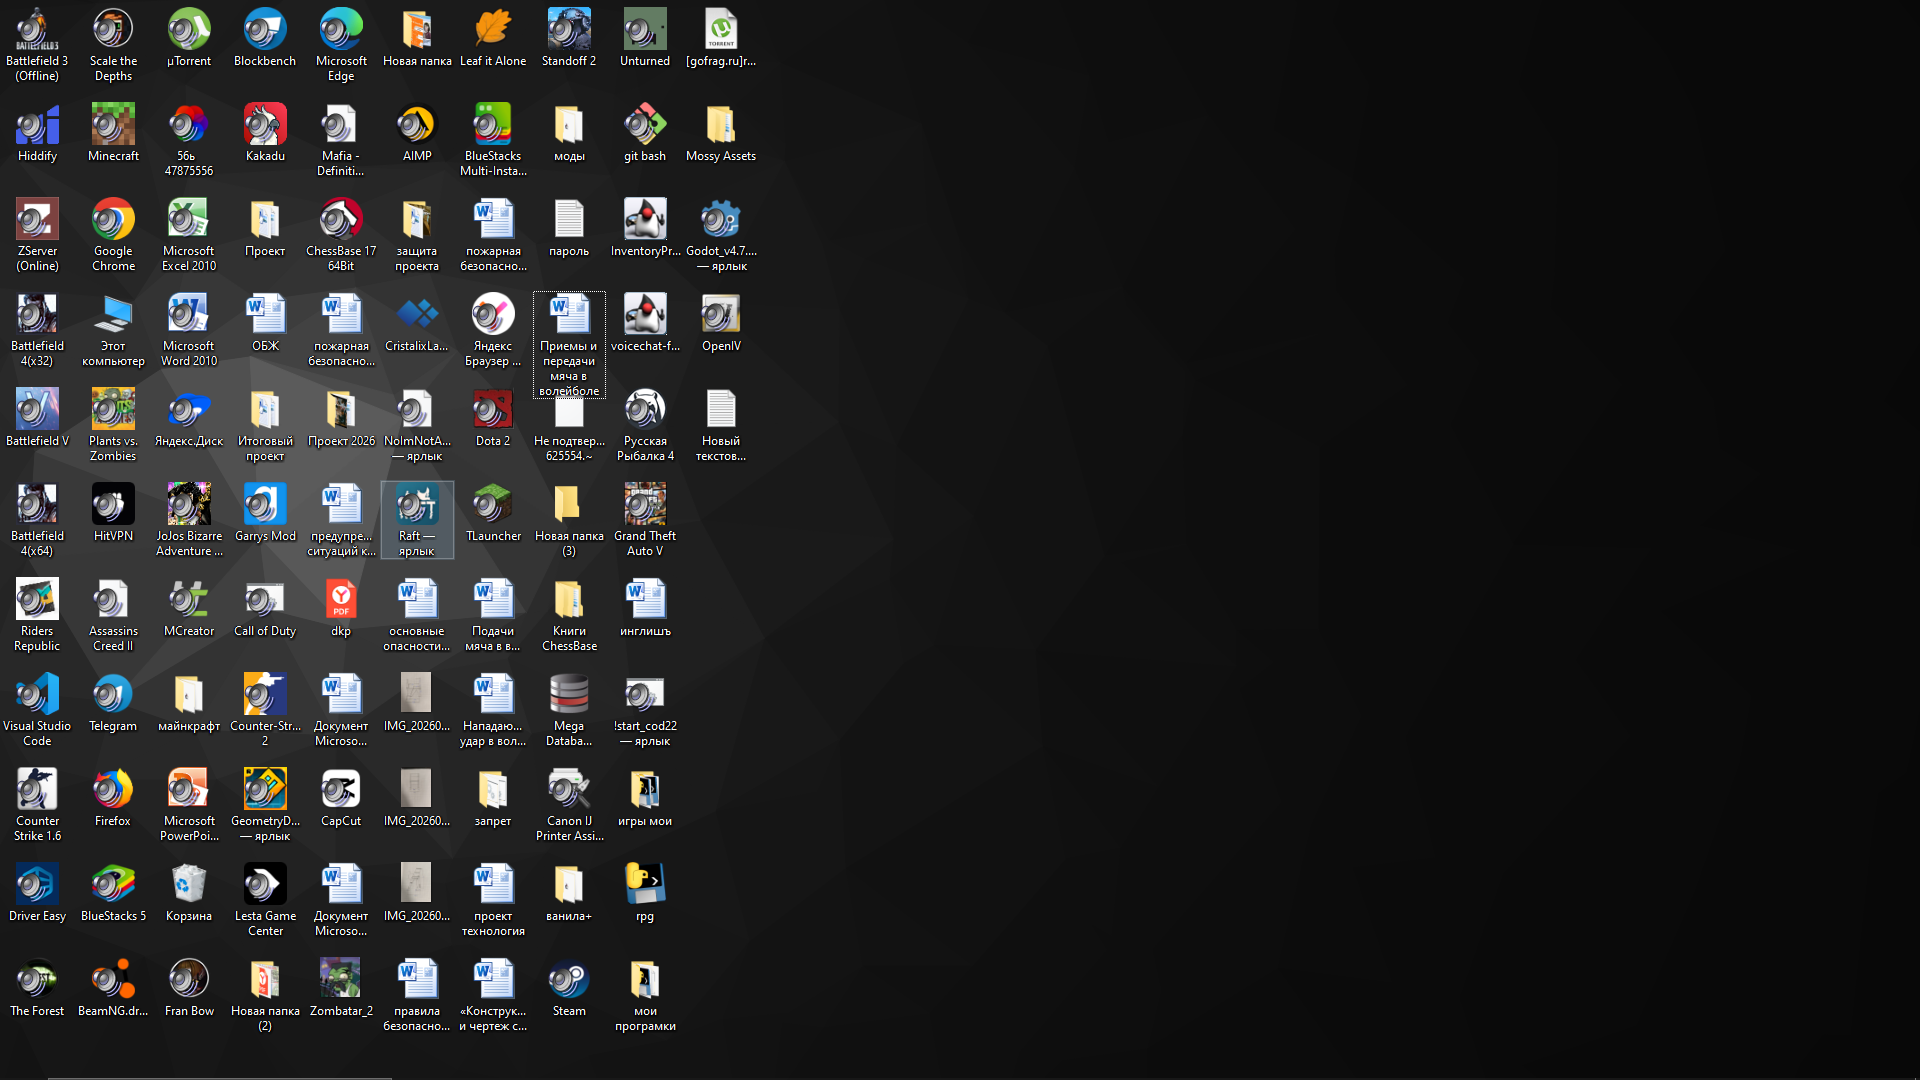 Battlefield 3
(Offline)
Scale the
Depths
µTorrent
Blockbench
Microsoft
Edge
Новая папка
Leaf it Alone
Standoff 2
Unturned
TORRENT
[gofrag.ru]r...
Hiddify
Minecraft
56ь
47875556
Kakadu
Mafia -
Definiti...
AIMP
BlueStacks
Multi-Insta...
моды
git bash
Mossy Assets
ZServer
(Online)
Google
Chrome
Microsoft
Excel 2010
Проект
ChessBase 17
64Bit
защита
проекта
пожарная
безопасно...
пароль
InventoryPr...
Godot_v4.7....
— ярлык
Battlefield
4(x32)
Этот
компьютер
Microsoft
Word 2010
ОБЖ
пожарная
безопасно...
CristalixLa...
Яндекс
Браузер ...
Приемы и
передачи
мяча в
волейболе
voicechat-f...
OpenIV
Battlefield V
Plants vs.
Zombies
Яндекс.Диск
Итоговый
проект
Проект 2026
NoImNotA...
— ярлык
Dota 2
Не подтвер...
625554.~
Русская
Рыбалка 4
Новый
текстов...
Battlefield
4(x64)
HitVPN
JoJos Bizarre
Adventure ...
Garrys Mod
предупре...
ситуаций к...
Raft —
ярлык
TLauncher
Новая папка
(3)
Grand Theft
Auto V
Riders
Republic
Assassins
Creed II
MCreator
Call of Duty
PDF
dkp
основные
опасности...
Подачи
мяча в в...
Книги
ChessBase
инглишъ
Visual Studio
Code
Telegram
майнкрафт
Counter-Str...
2
Документ
Microso...
IMG_20260...
Нападаю...
удар в вол...
Mega
Databa...
!start_cod22
— ярлык
Counter
Strike 1.6
Firefox
Microsoft
PowerPoi...
GeometryD...
— ярлык
CapCut
IMG_20260...
запрет
Canon IJ
Printer Assi...
игры мои
Driver Easy
BlueStacks 5
Корзина
Lesta Game
Center
Документ
Microso...
IMG_20260...
проект
технология
ванила+
rpg
The Forest
BeamNG.dr...
Fran Bow
Новая папка
(2)
Zombatar_2
правила
безопасно...
«Конструк...
и чертеж с...
Steam
мои
програмки